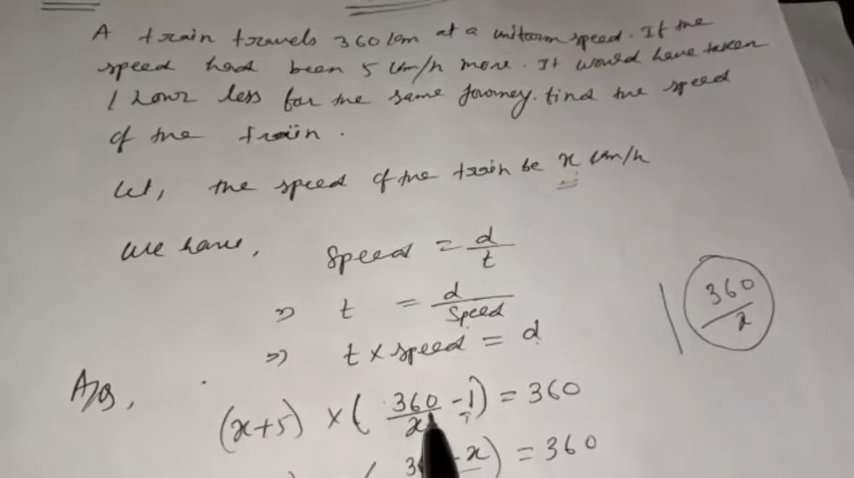 A train travels 360 km at a uniform speed. If the
speed had been 5 km/h more. It would have taken
1 hour less for the same journey. find the speed
of the train.
Let, the speed of the train be x km/h
We have, Speed = d/t
⇒ t = d/Speed
⇒ t × speed = d
360/x
A/Q,
(x+5) × (360/x - 1) = 360
- x) = 360